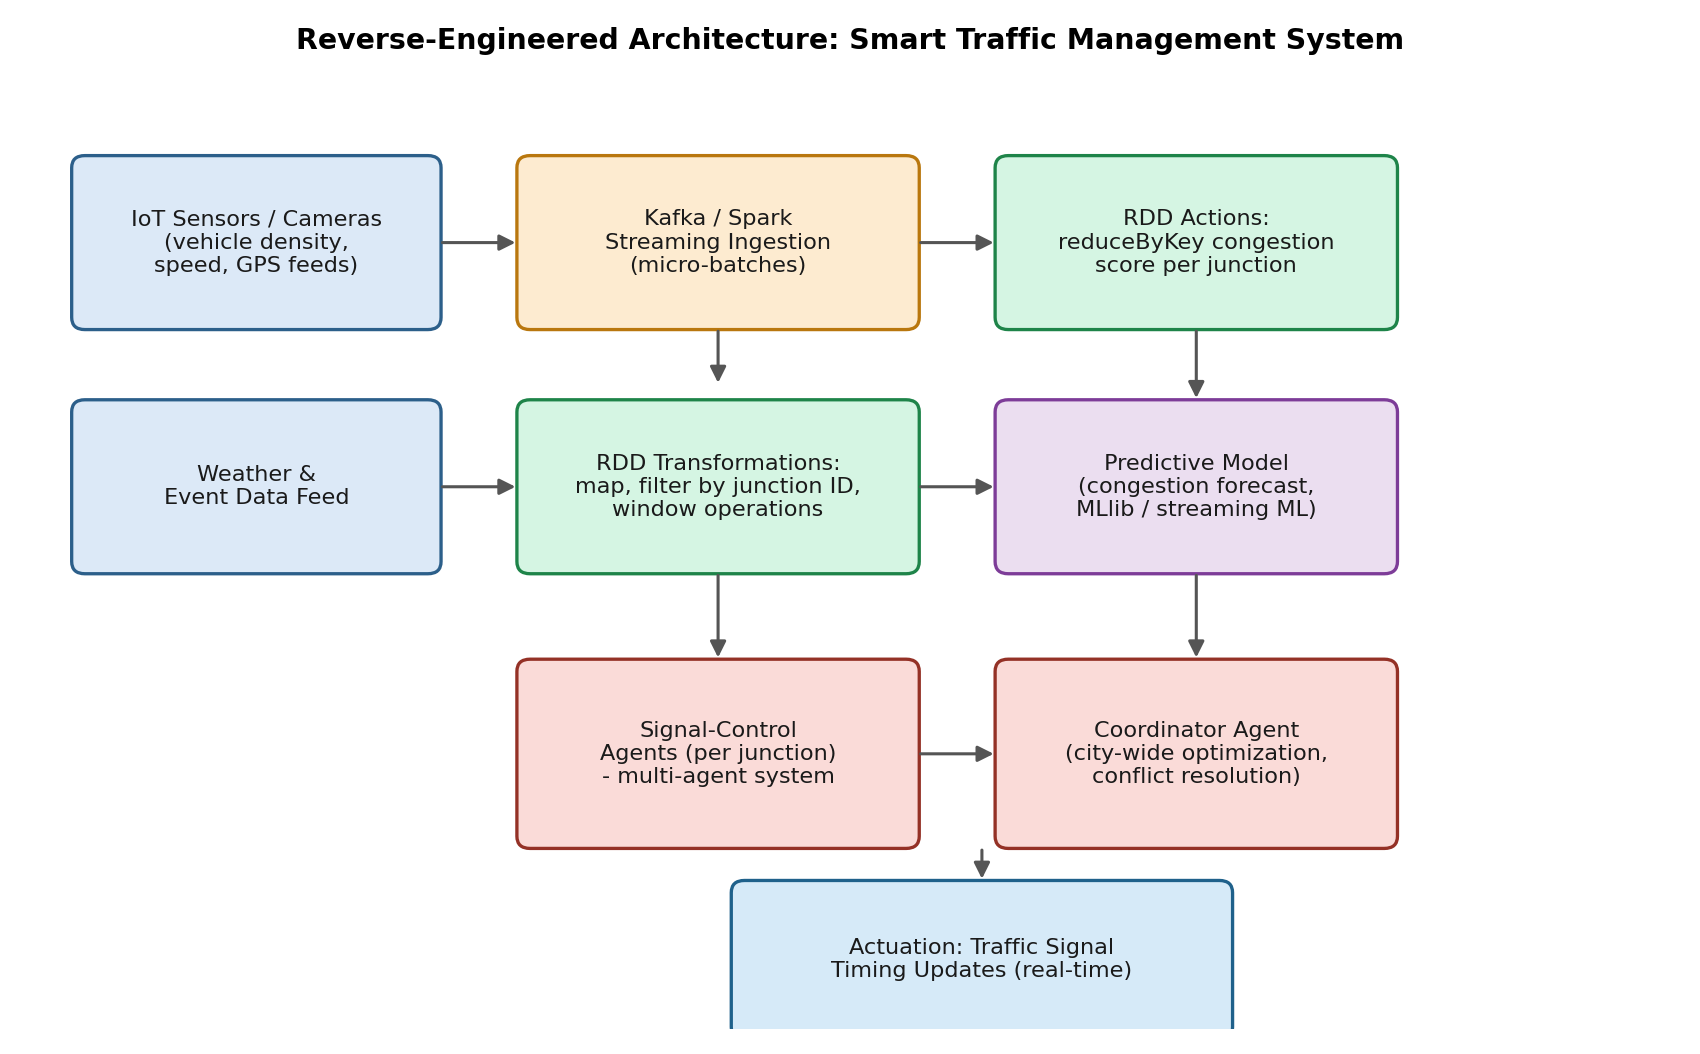 Reverse-Engineered Architecture: Smart Traffic Management System
IoT Sensors / Cameras
(vehicle density,
speed, GPS feeds)
Kafka / Spark
Streaming Ingestion
(micro-batches)
RDD Actions:
reduceByKey congestion
score per junction
Weather &
Event Data Feed
RDD Transformations:
map, filter by junction ID,
window operations
Predictive Model
(congestion forecast,
MLlib / streaming ML)
Signal-Control
Agents (per junction)
- multi-agent system
Coordinator Agent
(city-wide optimization,
conflict resolution)
Actuation: Traffic Signal
Timing Updates (real-time)